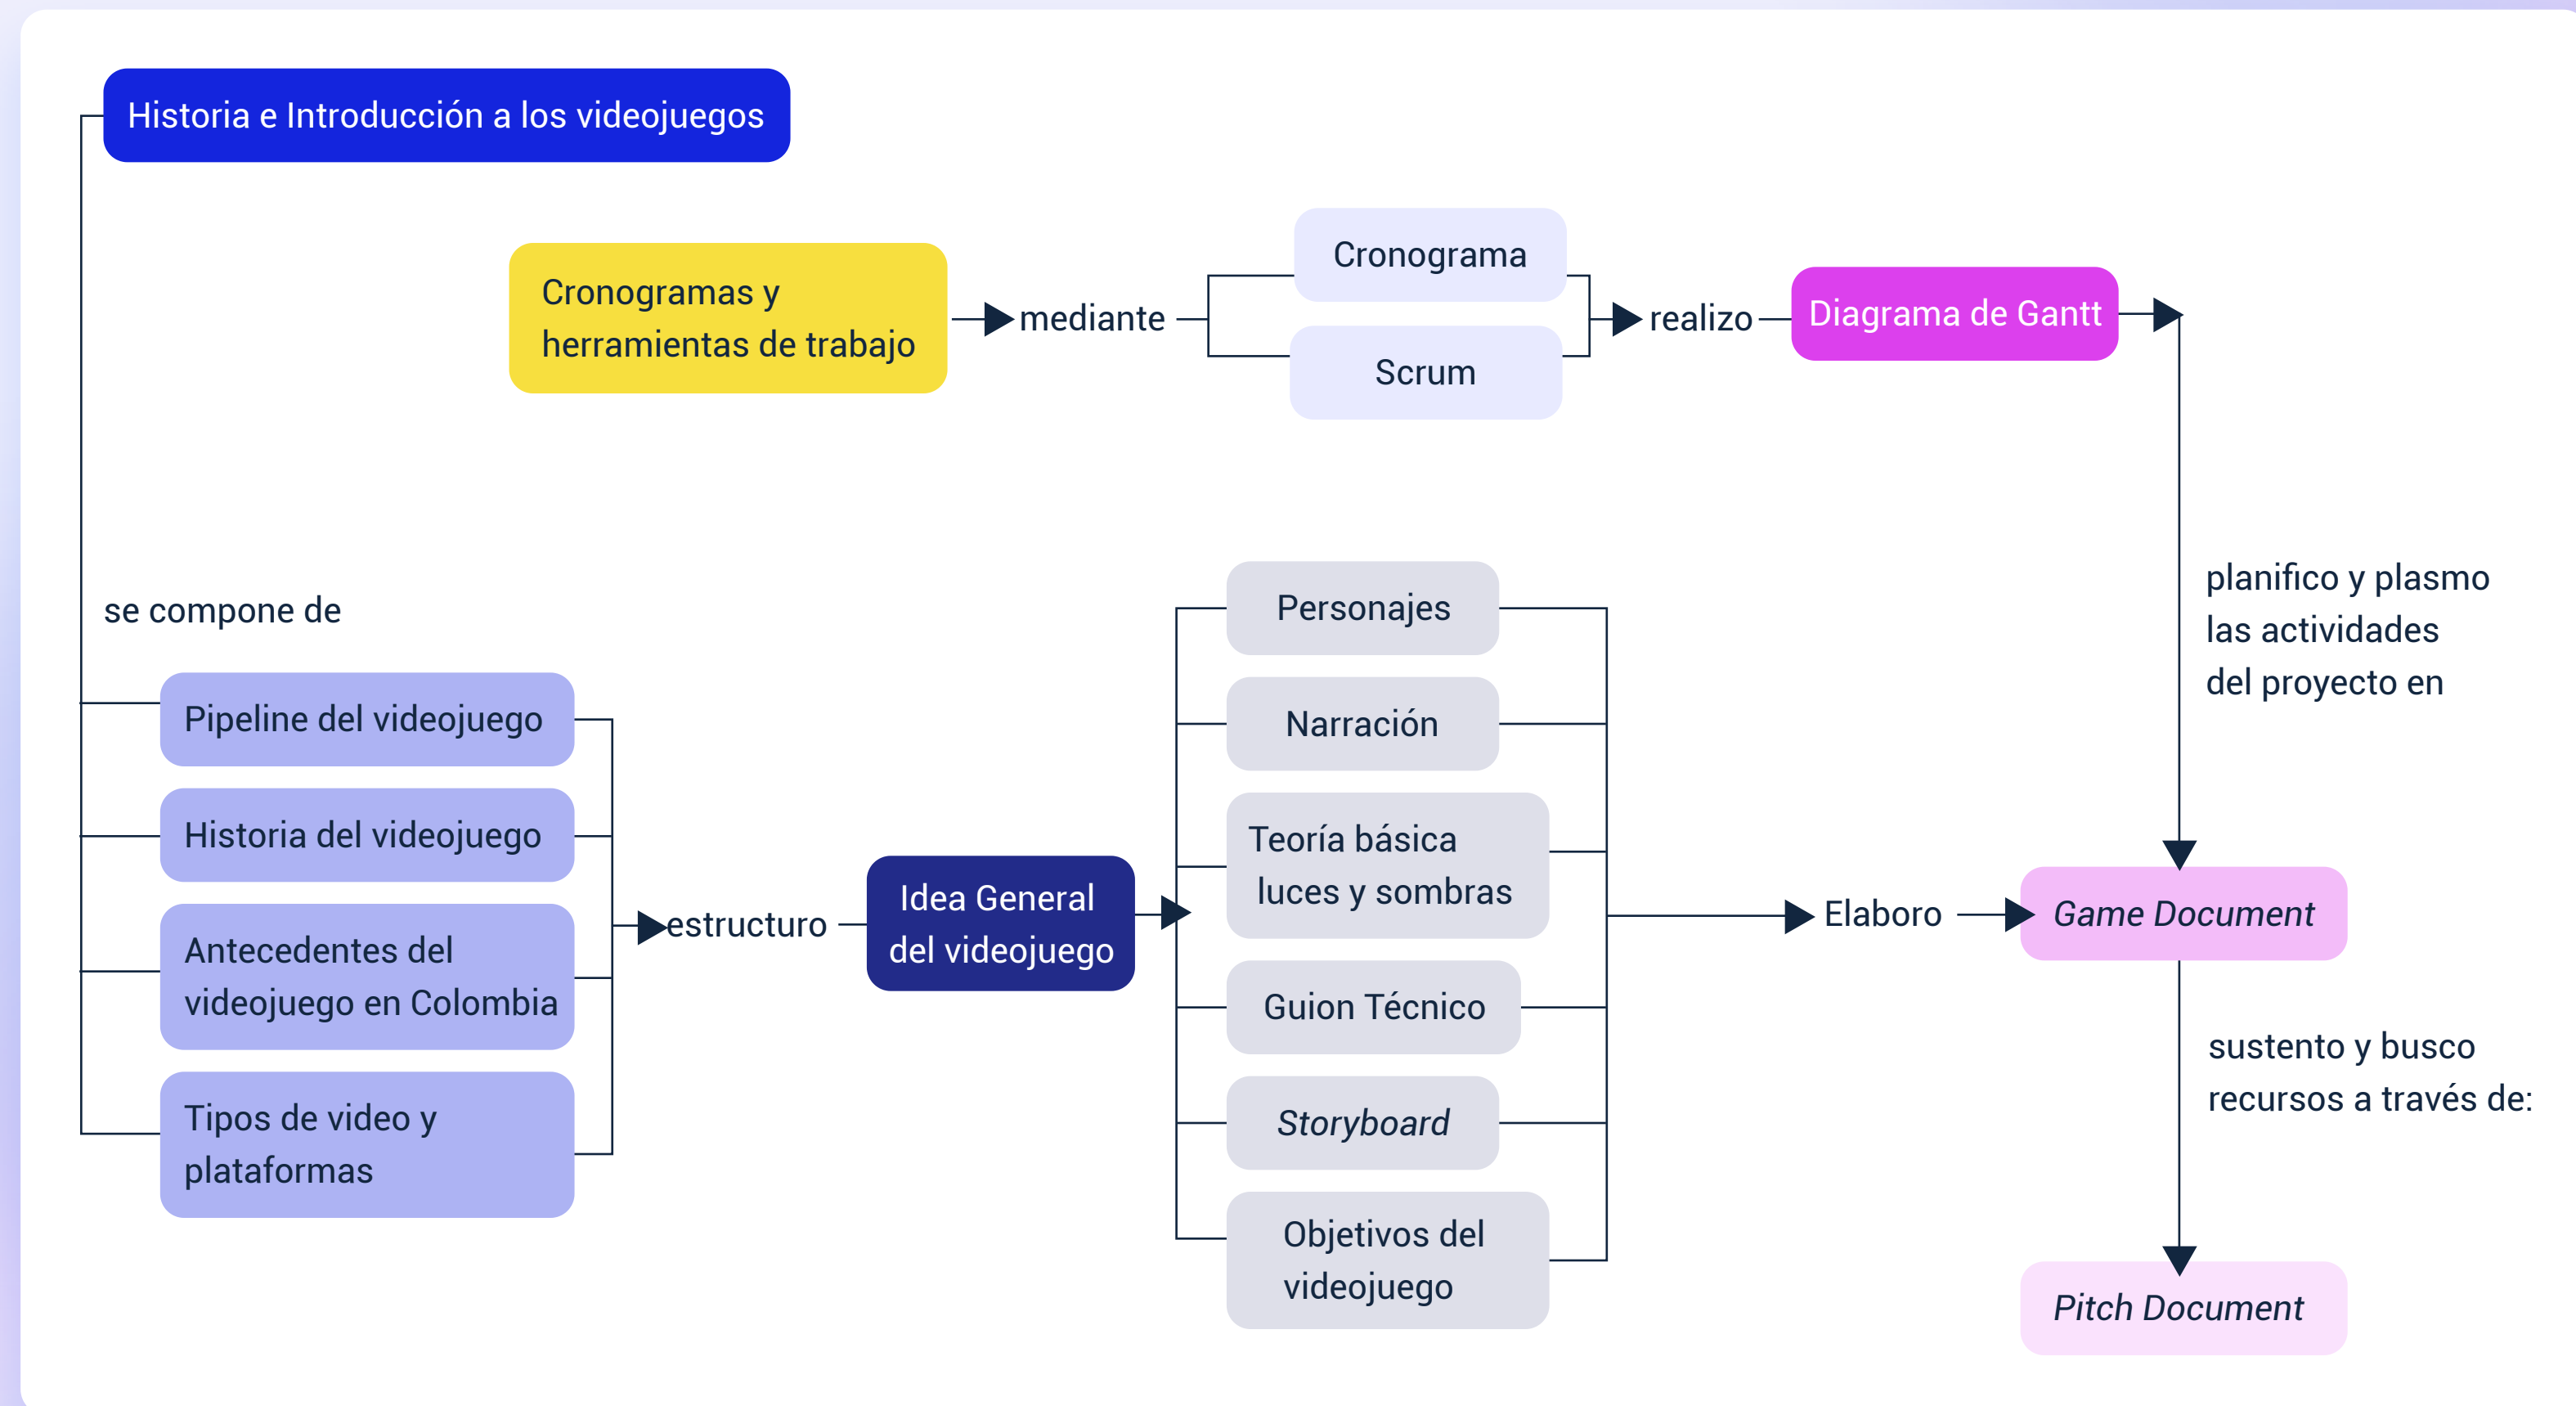 Historia e Introducción a los videojuegos
Cronogramas y
herramientas de trabajo
mediante
Cronograma
Scrum
realizo
Diagrama de Gantt
planifico y plasmo
las actividades
del proyecto en
se compone de
Pipeline del videojuego
Historia del videojuego
Antecedentes del
videojuego en Colombia
Tipos de video y
plataformas
estructuro
Idea General
del videojuego
Personajes
Narración
Teoría básica
luces y sombras
Guion Técnico
Storyboard
Objetivos del
videojuego
Elaboro
Game Document
sustento y busco
recursos a través de:
Pitch Document